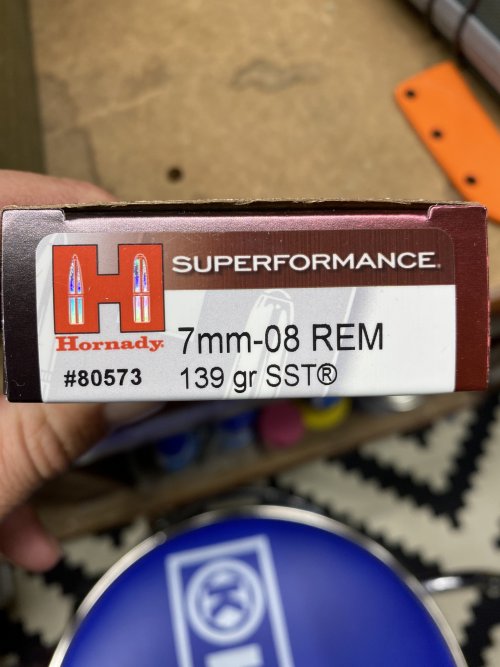 H
SUPERFORMANCE®
Hornady®
7mm-08 REM
#80573
139 gr SST®
K